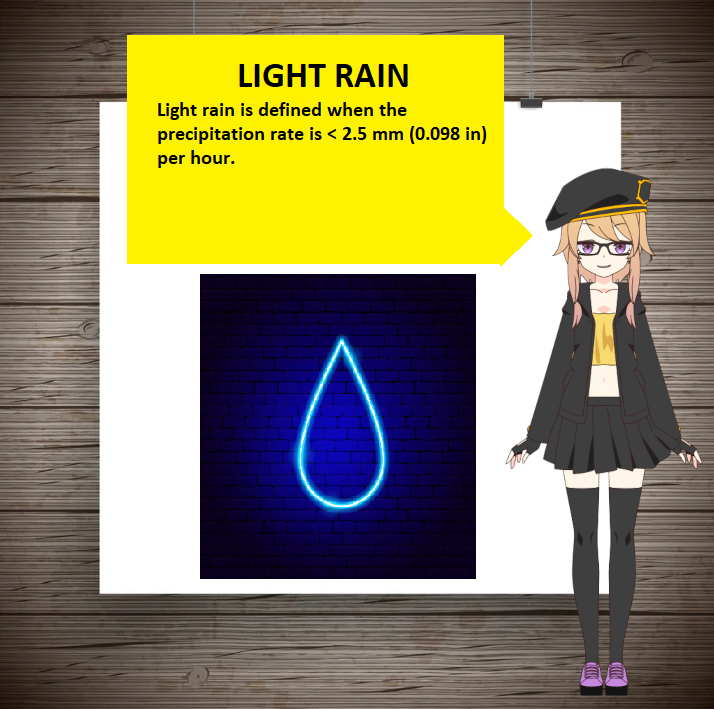 LIGHT RAIN
Light rain is defined when the
precipitation rate is < 2.5 mm (0.098 in)
per hour.